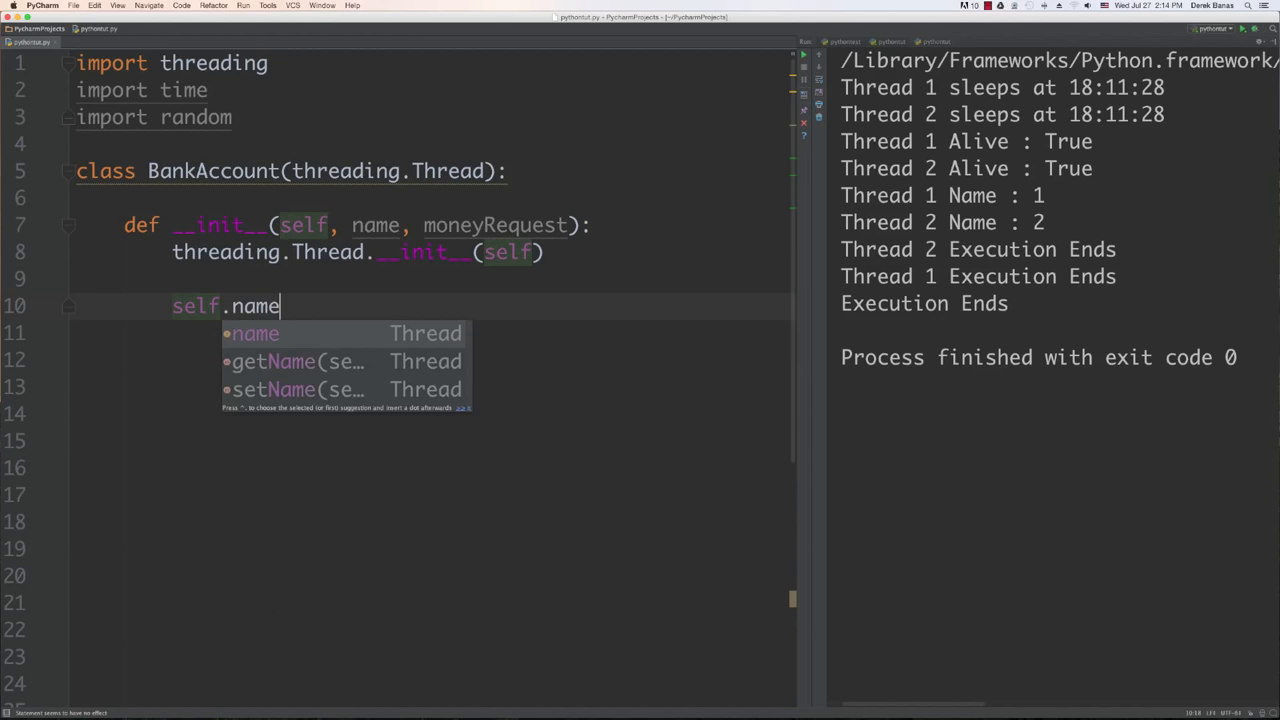 PyCharm File Edit View Navigate Code Refactor Run Tools VCS Window Help 10 Wed Jul 27 2:14 PM Derek Banas
pythontut.py - PycharmProjects - [~/PycharmProjects]
PycharmProjects pythontut.py pythontut
pythontut.py
Run: pythontest pythontut pythontut
1 import threading
2 import time
3 import random
4
5 class BankAccount(threading.Thread):
6
7 def __init__(self, name, moneyRequest):
8 threading.Thread.__init__(self)
9
10 self.name
name Thread
getName(se… Thread
setName(se… Thread
Press ^. to choose the selected (or first) suggestion and insert a dot afterwards
11
12
13
14
15
16
17
18
19
20
21
22
23
24
/Library/Frameworks/Python.framework/
Thread 1 sleeps at 18:11:28
Thread 2 sleeps at 18:11:28
Thread 1 Alive : True
Thread 2 Alive : True
Thread 1 Name : 1
Thread 2 Name : 2
Thread 2 Execution Ends
Thread 1 Execution Ends
Execution Ends
Process finished with exit code 0
Statement seems to have no effect 10:18 LF÷ UTF-8÷